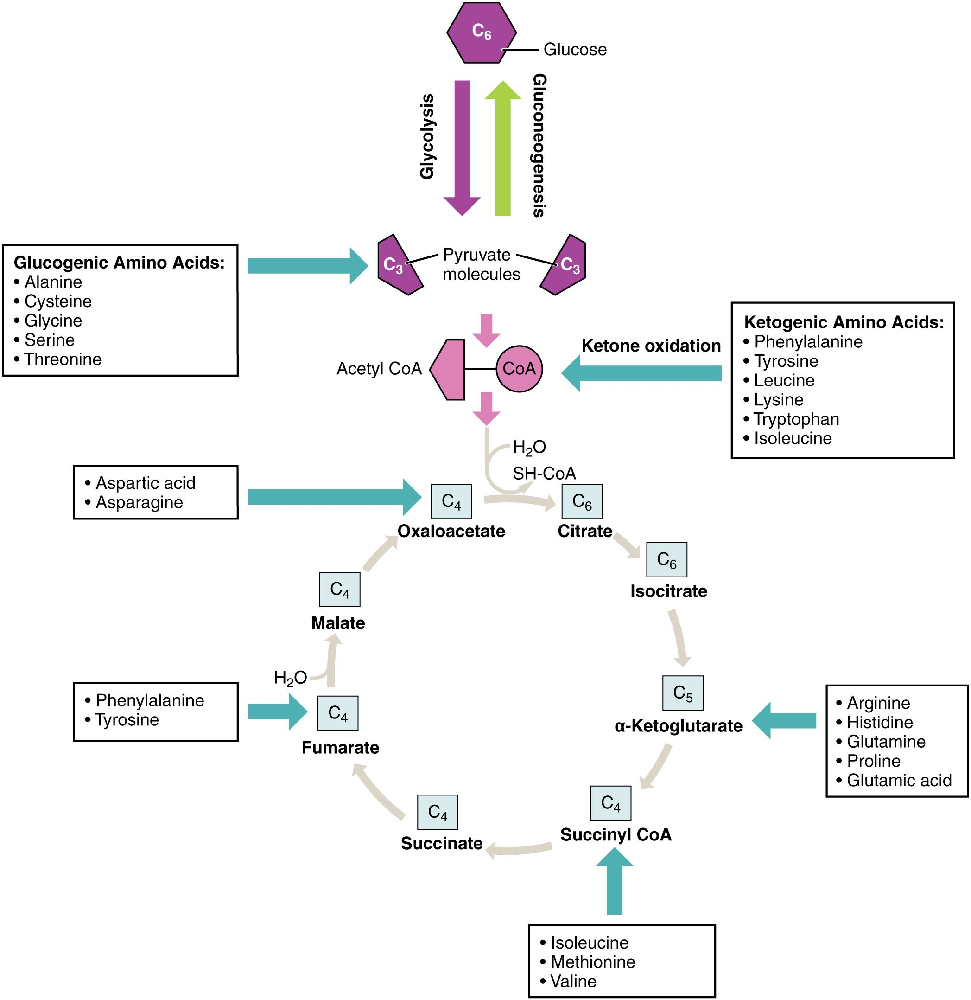 C6
Glucose
Glycolysis
Gluconeogenesis
Glucogenic Amino Acids:
• Alanine
• Cysteine
• Glycine
• Serine
• Threonine
C3
Pyruvate
molecules
C3
Ketogenic Amino Acids:
• Phenylalanine
• Tyrosine
• Leucine
• Lysine
• Tryptophan
• Isoleucine
Ketone oxidation
Acetyl CoA
CoA
H2O
SH-CoA
• Aspartic acid
• Asparagine
C4
Oxaloacetate
C6
Citrate
C6
Isocitrate
C4
Malate
H2O
• Phenylalanine
• Tyrosine
C4
Fumarate
C5
α-Ketoglutarate
• Arginine
• Histidine
• Glutamine
• Proline
• Glutamic acid
C4
Succinyl CoA
C4
Succinate
• Isoleucine
• Methionine
• Valine